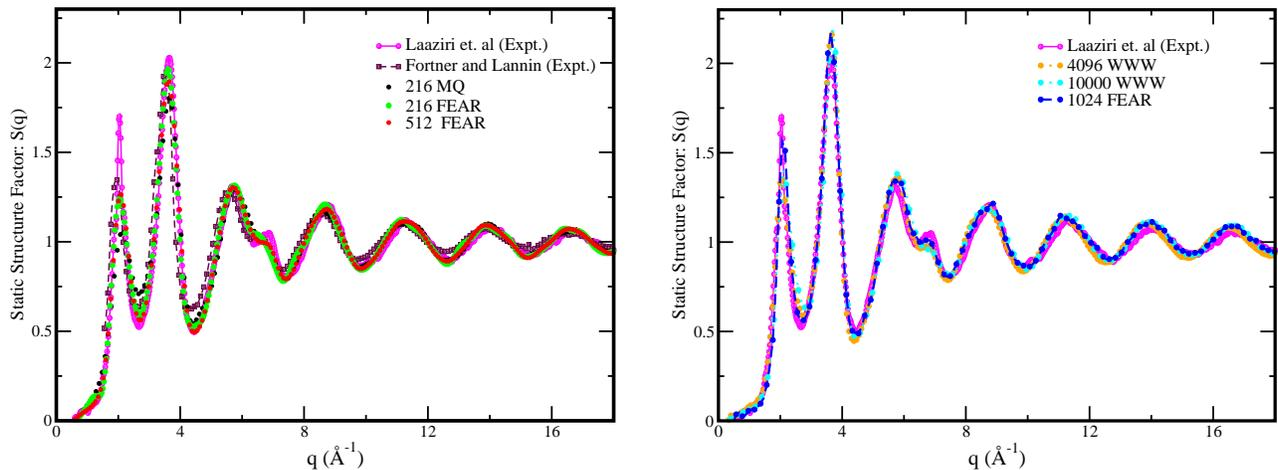 Static Structure Factor: S(q)
2
1.5
1
0.5
0
0 4 8 12 16
q (Å-1)
Laaziri et. al (Expt.)
Fortner and Lannin (Expt.)
216 MQ
216 FEAR
512 FEAR
Static Structure Factor: S(q)
2
1.5
1
0.5
0
0 4 8 12 16
q (Å-1)
Laaziri et. al (Expt.)
4096 WWW
10000 WWW
1024 FEAR